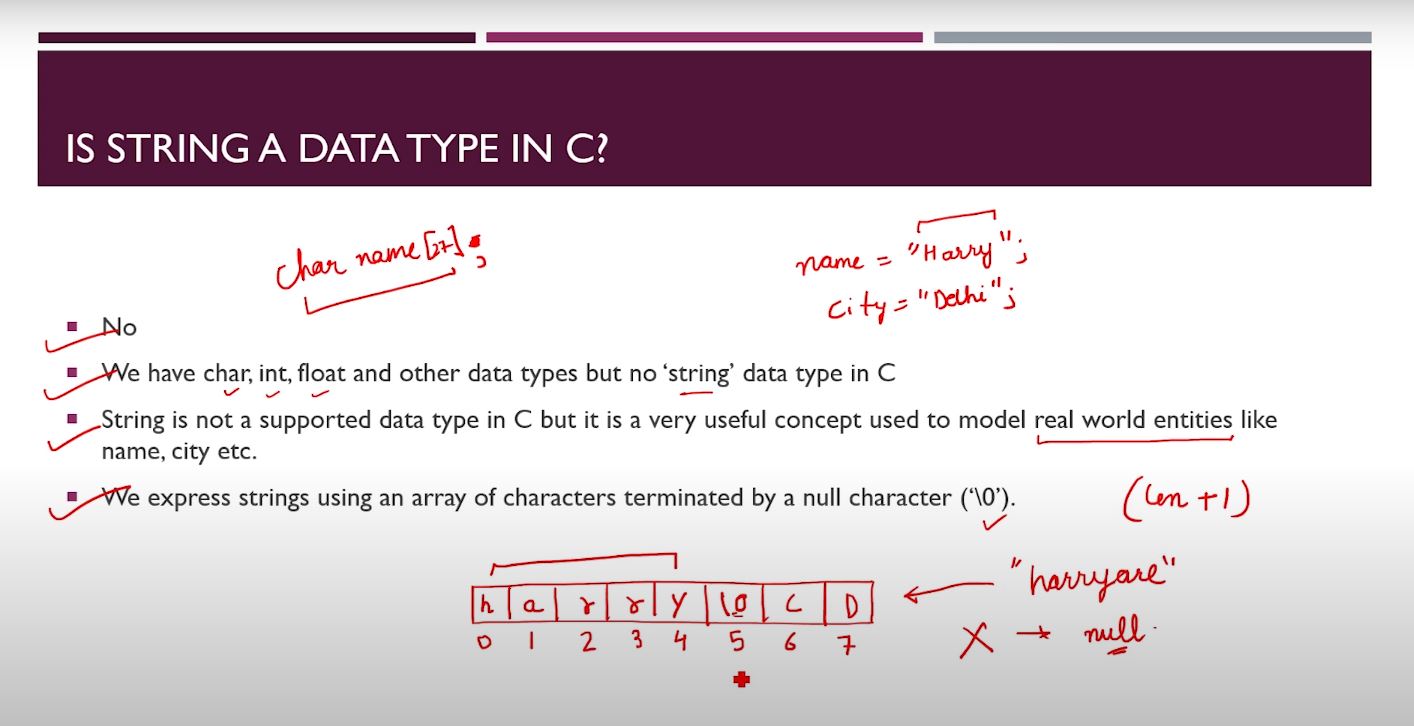 IS STRING A DATA TYPE IN C?
char name[27];
name = "Harry";
city = "Delhi";
No
We have char, int, float and other data types but no ‘string’ data type in C
String is not a supported data type in C but it is a very useful concept used to model real world entities like
name, city etc.
We express strings using an array of characters terminated by a null character (‘\0’).
(len + 1)
"harryare"
h a r r y \0 C D
0 1 2 3 4 5 6 7
X → null